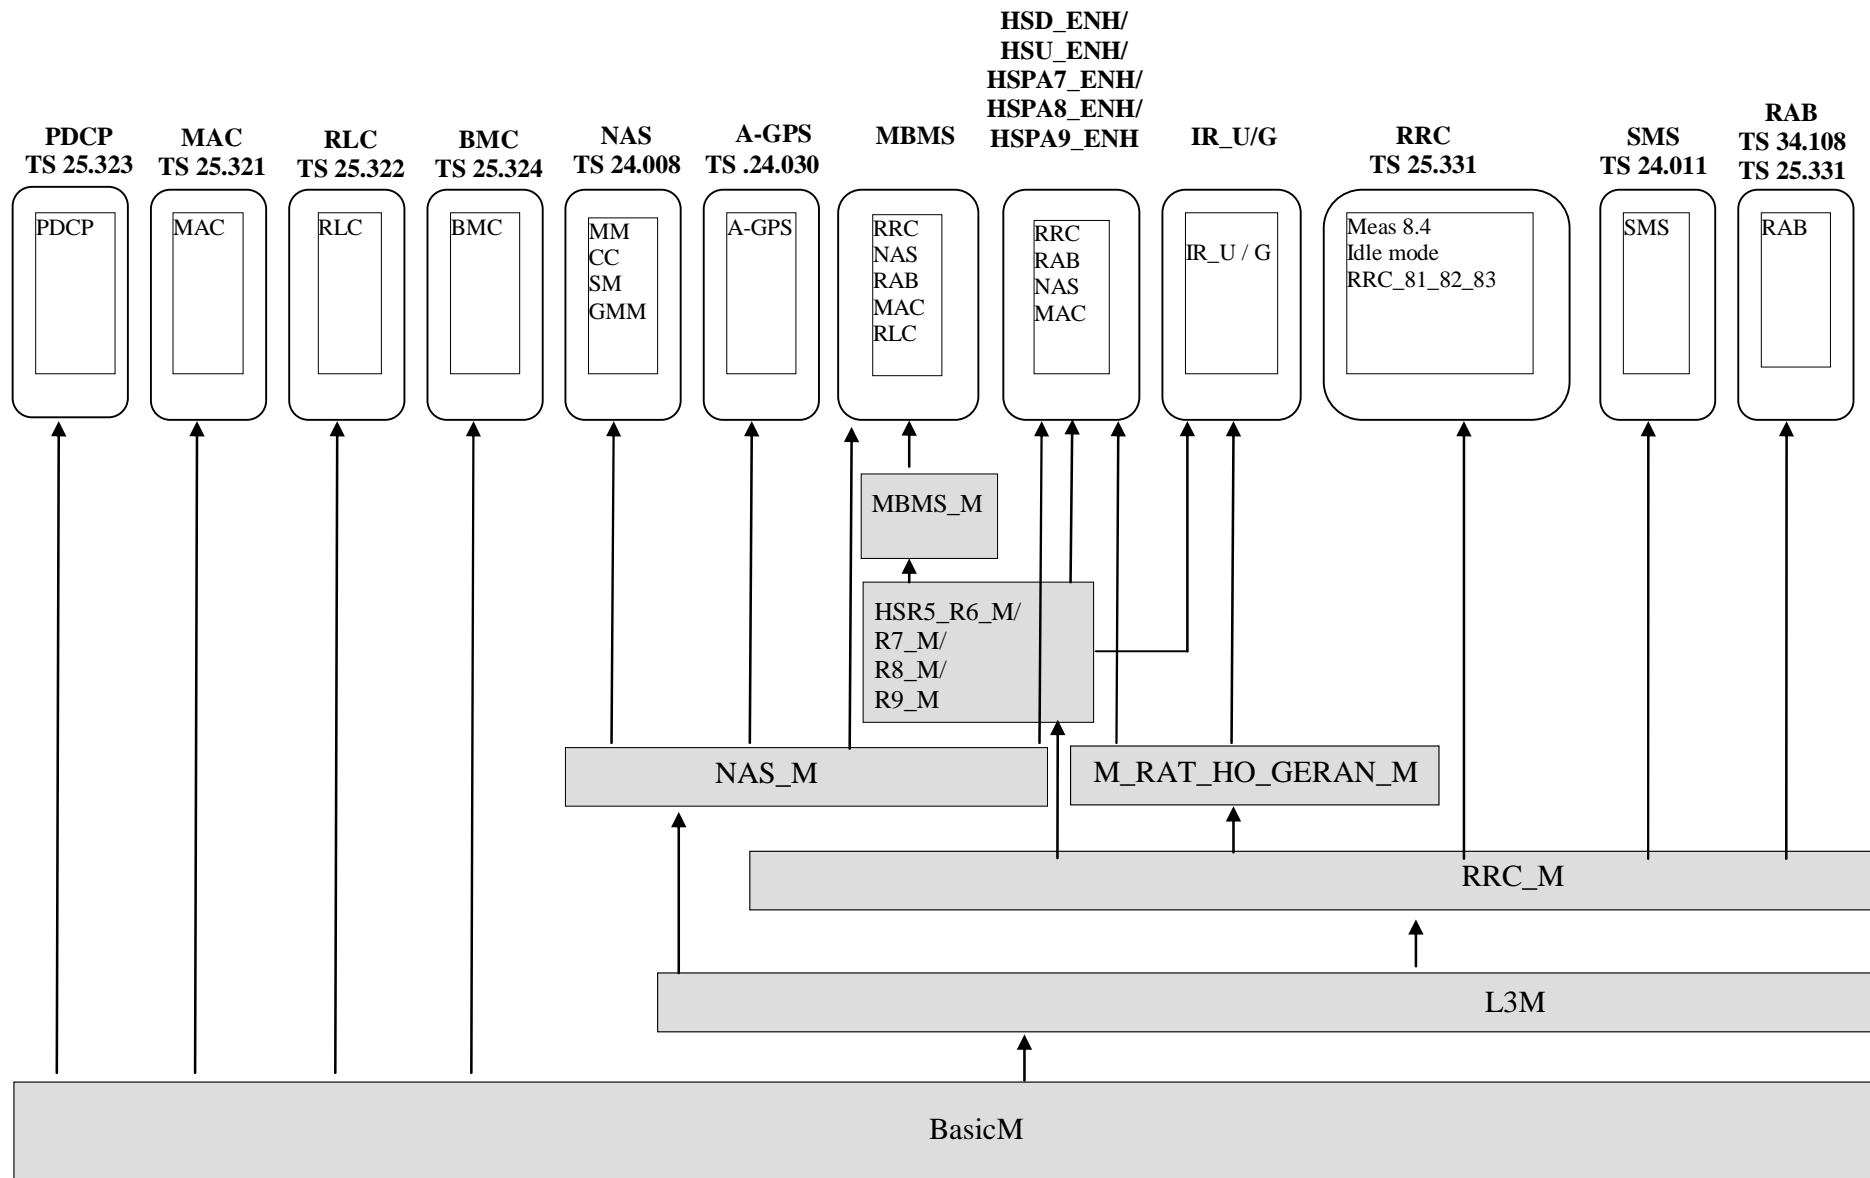 PDCP
TS 25.323
MAC
TS 25.321
RLC
TS 25.322
BMC
TS 25.324
NAS
TS 24.008
A-GPS
TS .24.030
MBMS
HSD_ENH/
HSU_ENH/
HSPA7_ENH/
HSPA8_ENH/
HSPA9_ENH
IR_U/G
RRC
TS 25.331
SMS
TS 24.011
RAB
TS 34.108
TS 25.331
PDCP
MAC
RLC
BMC
MM
CC
SM
GMM
A-GPS
RRC
NAS
RAB
MAC
RLC
RRC
RAB
NAS
MAC
IR_U / G
Meas 8.4
Idle mode
RRC_81_82_83
SMS
RAB
MBMS_M
HSR5_R6_M/
R7_M/
R8_M/
R9_M
NAS_M
M_RAT_HO_GERAN_M
RRC_M
L3M
BasicM